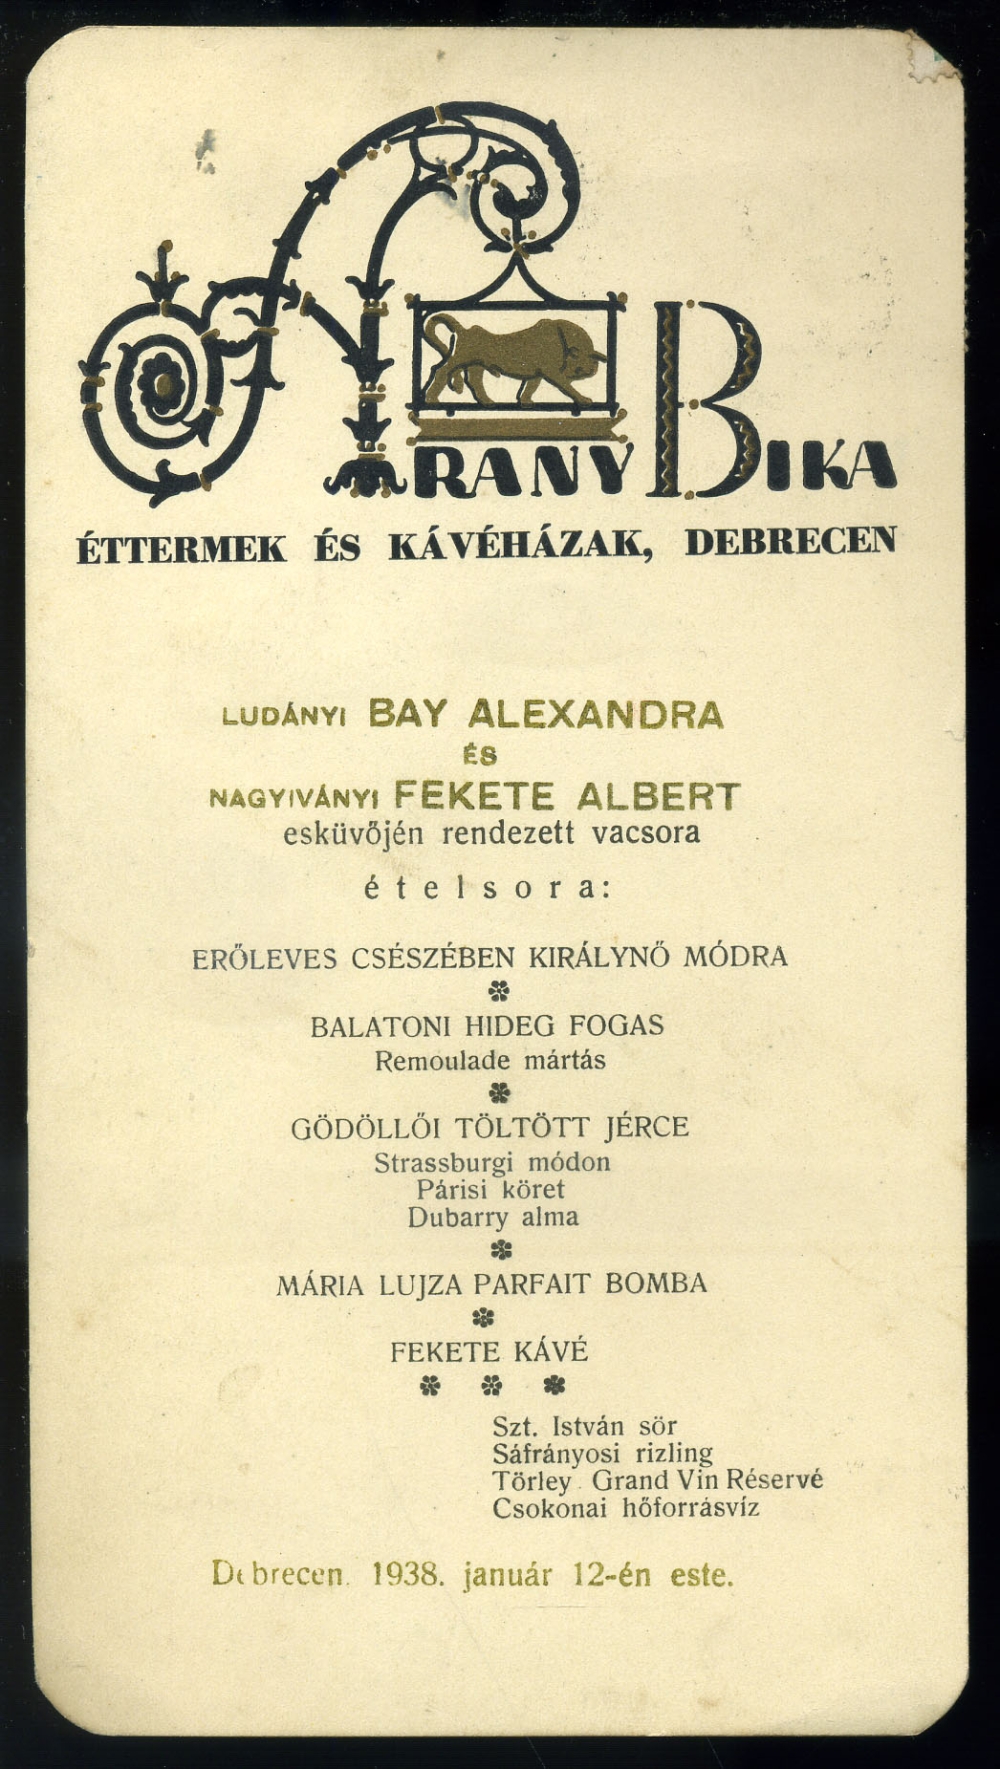 ARANY BIKA
ÉTTERMEK ÉS KÁVÉHÁZAK, DEBRECEN
LUDÁNYI BAY ALEXANDRA
ÉS
NAGYIVÁNYI FEKETE ALBERT
esküvőjén rendezett vacsora
ételsora:
ERŐLEVES CSÉSZÉBEN KIRÁLYNŐ MÓDRA
BALATONI HIDEG FOGAS
Remoulade mártás
GÖDÖLLŐI TÖLTÖTT JÉRCE
Strassburgi módon
Párisi köret
Dubarry alma
MÁRIA LUJZA PARFAIT BOMBA
FEKETE KÁVÉ
Szt. István sör
Sáfrányosi rizling
Törley Grand Vin Réservé
Csokonai hőforrásvíz
Debrecen, 1938. január 12-én este.